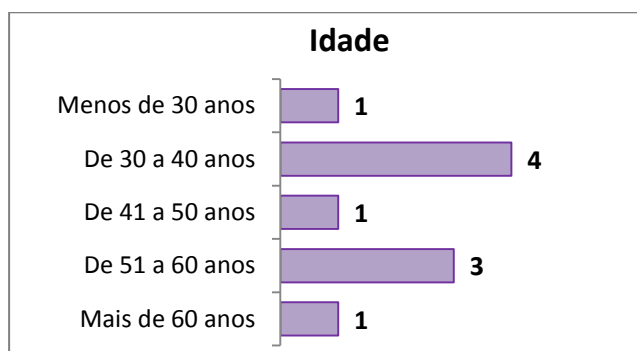 Idade
Menos de 30 anos 1
De 30 a 40 anos 4
De 41 a 50 anos 1
De 51 a 60 anos 3
Mais de 60 anos 1